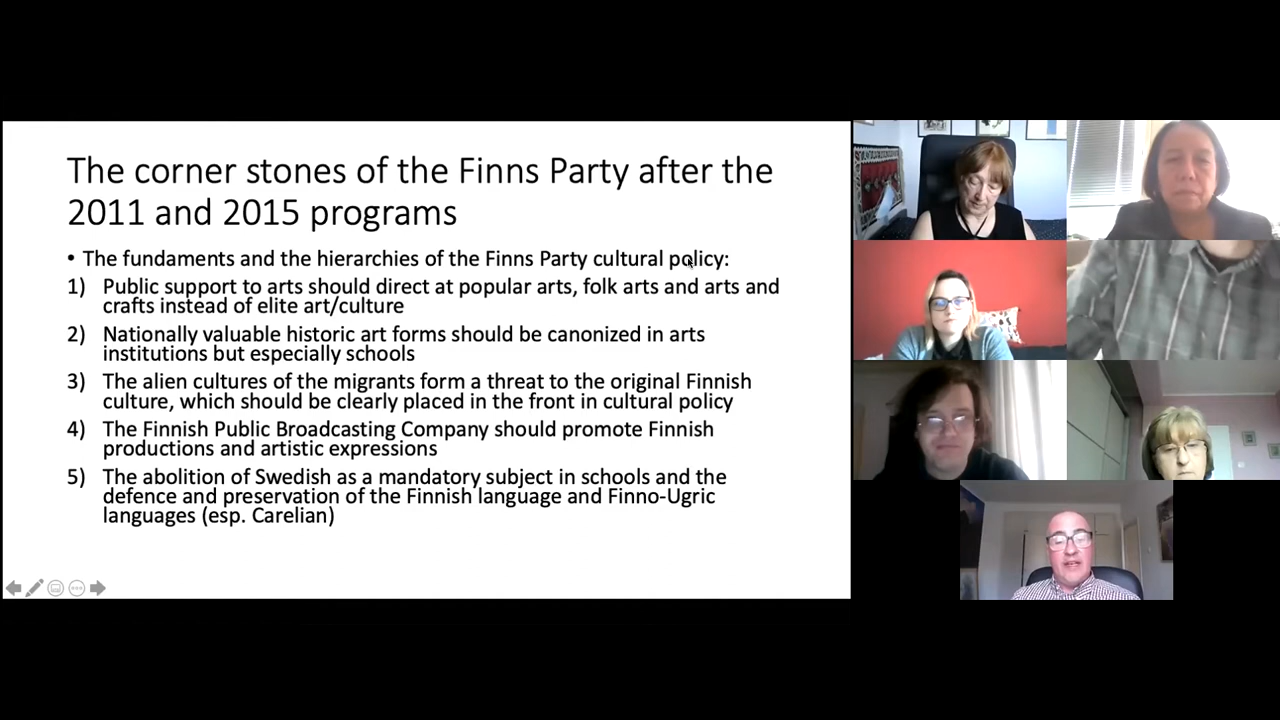 The corner stones of the Finns Party after the
2011 and 2015 programs
• The fundaments and the hierarchies of the Finns Party cultural policy:
1) Public support to arts should direct at popular arts, folk arts and arts and
crafts instead of elite art/culture
2) Nationally valuable historic art forms should be canonized in arts
institutions but especially schools
3) The alien cultures of the migrants form a threat to the original Finnish
culture, which should be clearly placed in the front in cultural policy
4) The Finnish Public Broadcasting Company should promote Finnish
productions and artistic expressions
5) The abolition of Swedish as a mandatory subject in schools and the
defence and preservation of the Finnish language and Finno-Ugric
languages (esp. Carelian)